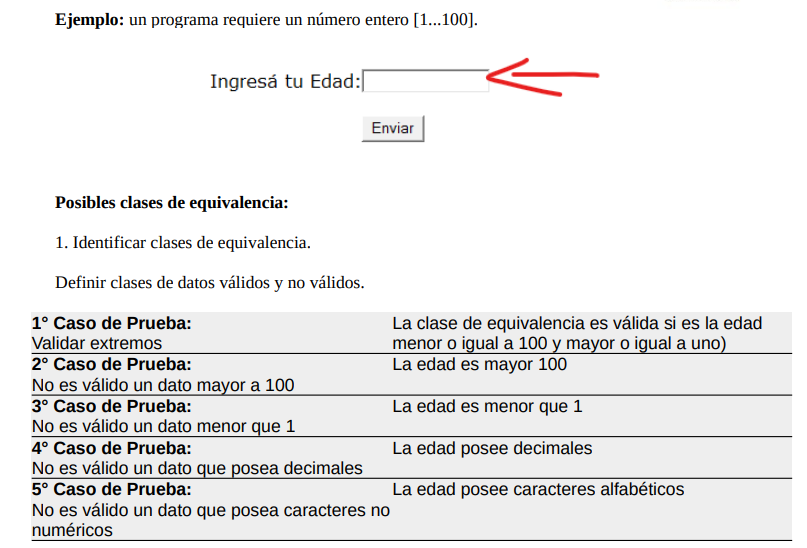 Ejemplo: un programa requiere un número entero [1...100].
Ingresá tu Edad:
Enviar
Posibles clases de equivalencia:
1. Identificar clases de equivalencia.
Definir clases de datos válidos y no válidos.
1° Caso de Prueba:
Validar extremos
La clase de equivalencia es válida si es la edad
menor o igual a 100 y mayor o igual a uno)
2° Caso de Prueba:
No es válido un dato mayor a 100
La edad es mayor 100
3° Caso de Prueba:
No es válido un dato menor que 1
La edad es menor que 1
4° Caso de Prueba:
No es válido un dato que posea decimales
La edad posee decimales
5° Caso de Prueba:
No es válido un dato que posea caracteres no
numéricos
La edad posee caracteres alfabéticos